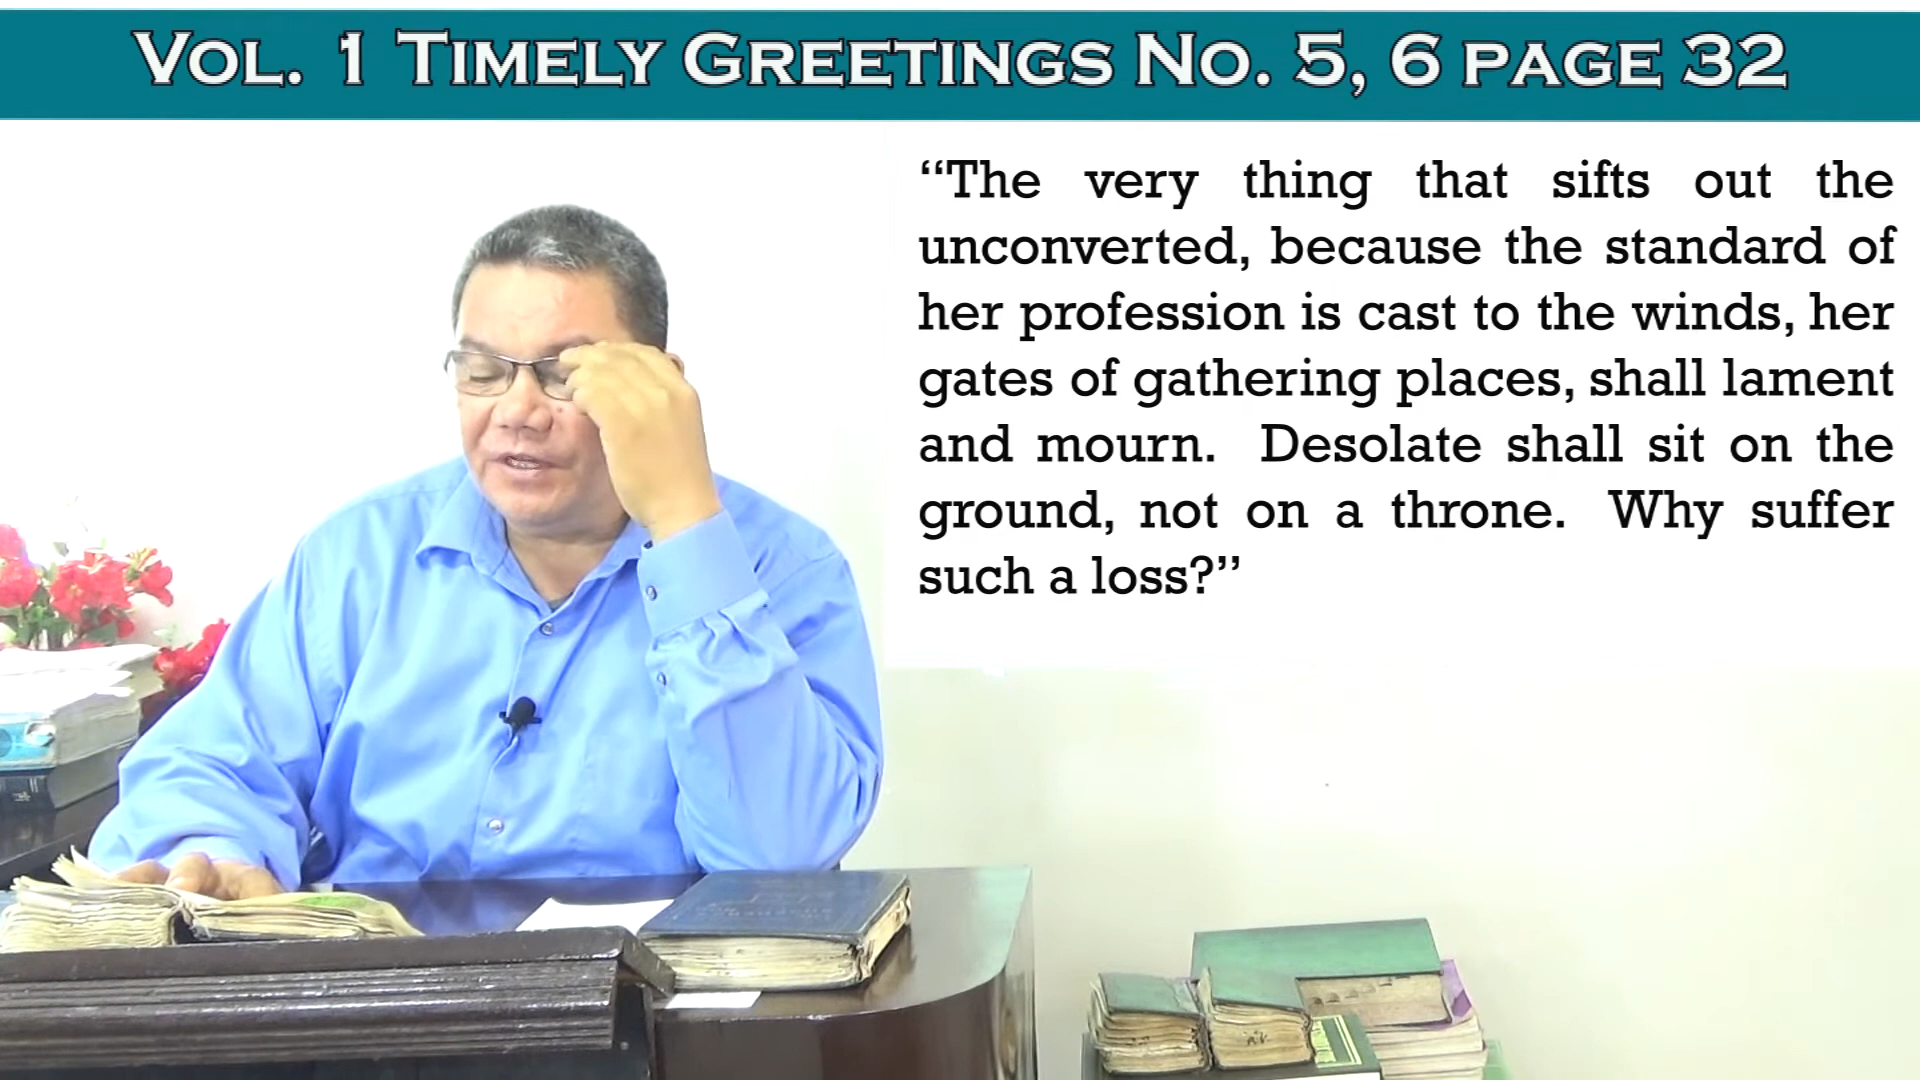 VOL. 1 TIMELY GREETINGS NO. 5, 6 PAGE 32
“The very thing that sifts out the
unconverted, because the standard of
her profession is cast to the winds, her
gates of gathering places, shall lament
and mourn. Desolate shall sit on the
ground, not on a throne. Why suffer
such a loss?”